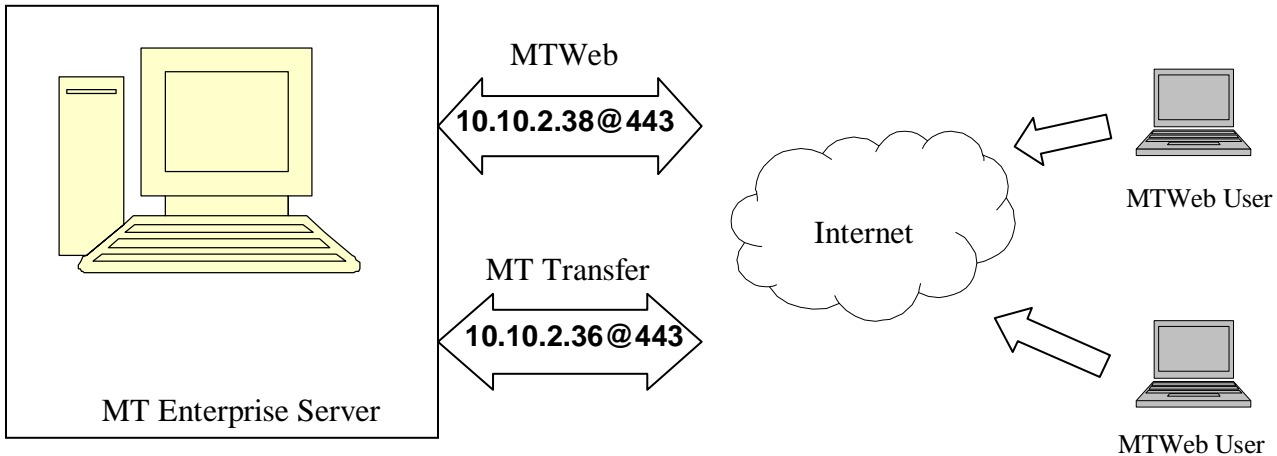 MTWeb
10.10.2.38@443
MTWeb User
Internet
MT Transfer
10.10.2.36@443
MT Enterprise Server
MTWeb User